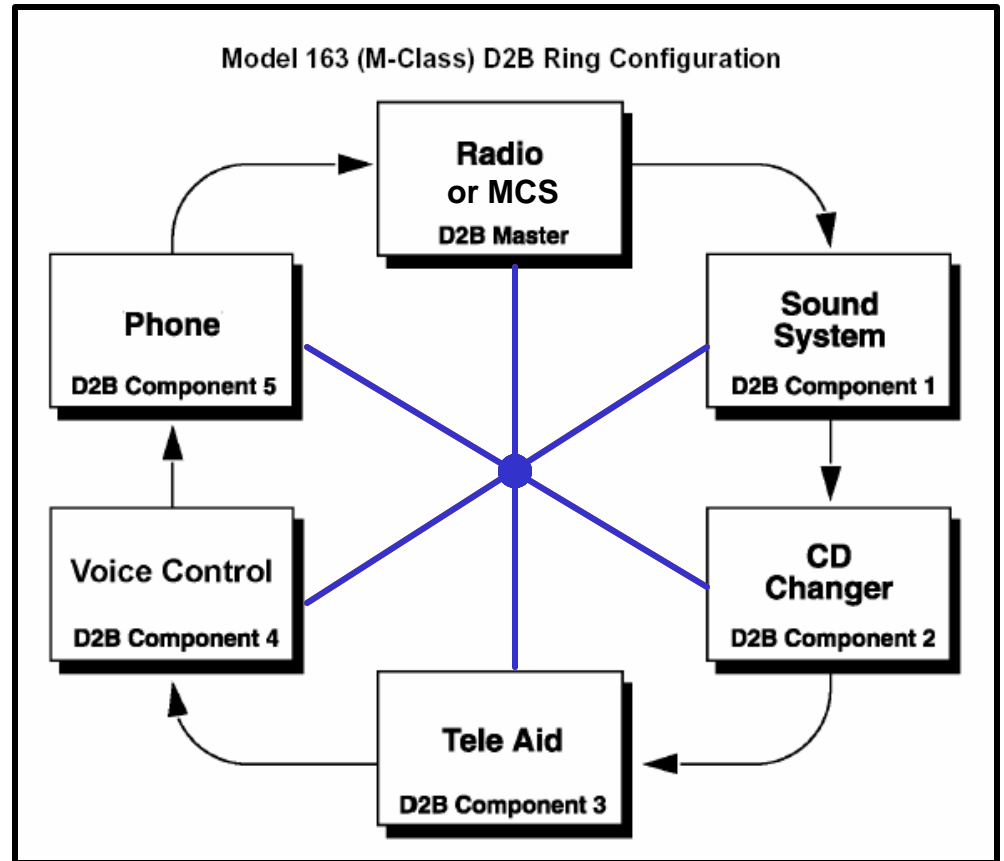 Model 163 (M-Class) D2B Ring Configuration
Radio
or MCS
D2B Master
Sound
System
D2B Component 1
CD
Changer
D2B Component 2
Tele Aid
D2B Component 3
Voice Control
D2B Component 4
Phone
D2B Component 5